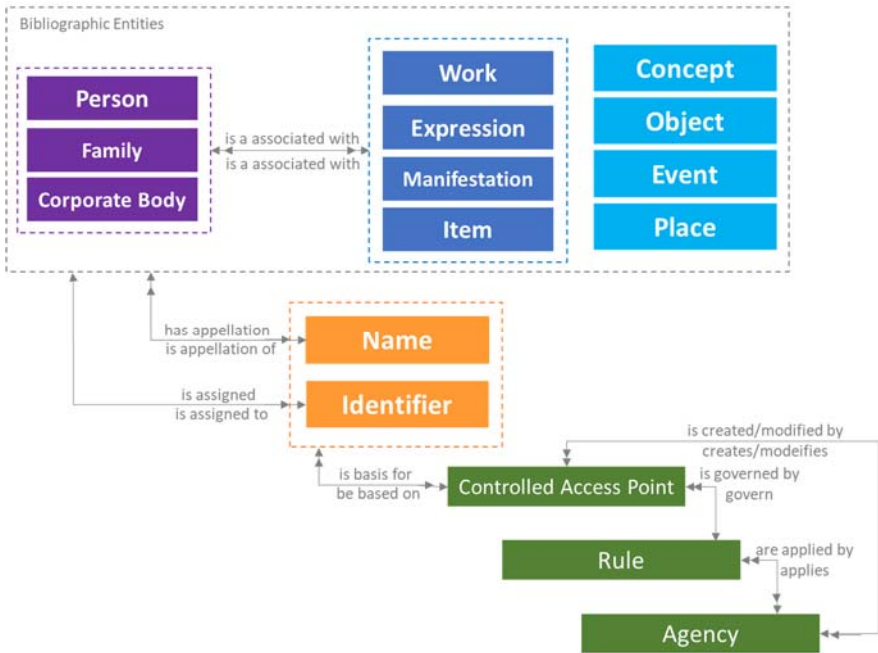 Bibliographic Entities
Person
Family
Corporate Body
is a associated with
is a associated with
Work
Expression
Manifestation
Item
Concept
Object
Event
Place
has appellation
is appellation of
Name
is assigned
is assigned to
Identifier
is basis for
be based on
Controlled Access Point
is created/modified by
creates/modeifies
is governed by
govern
Rule
are applied by
applies
Agency